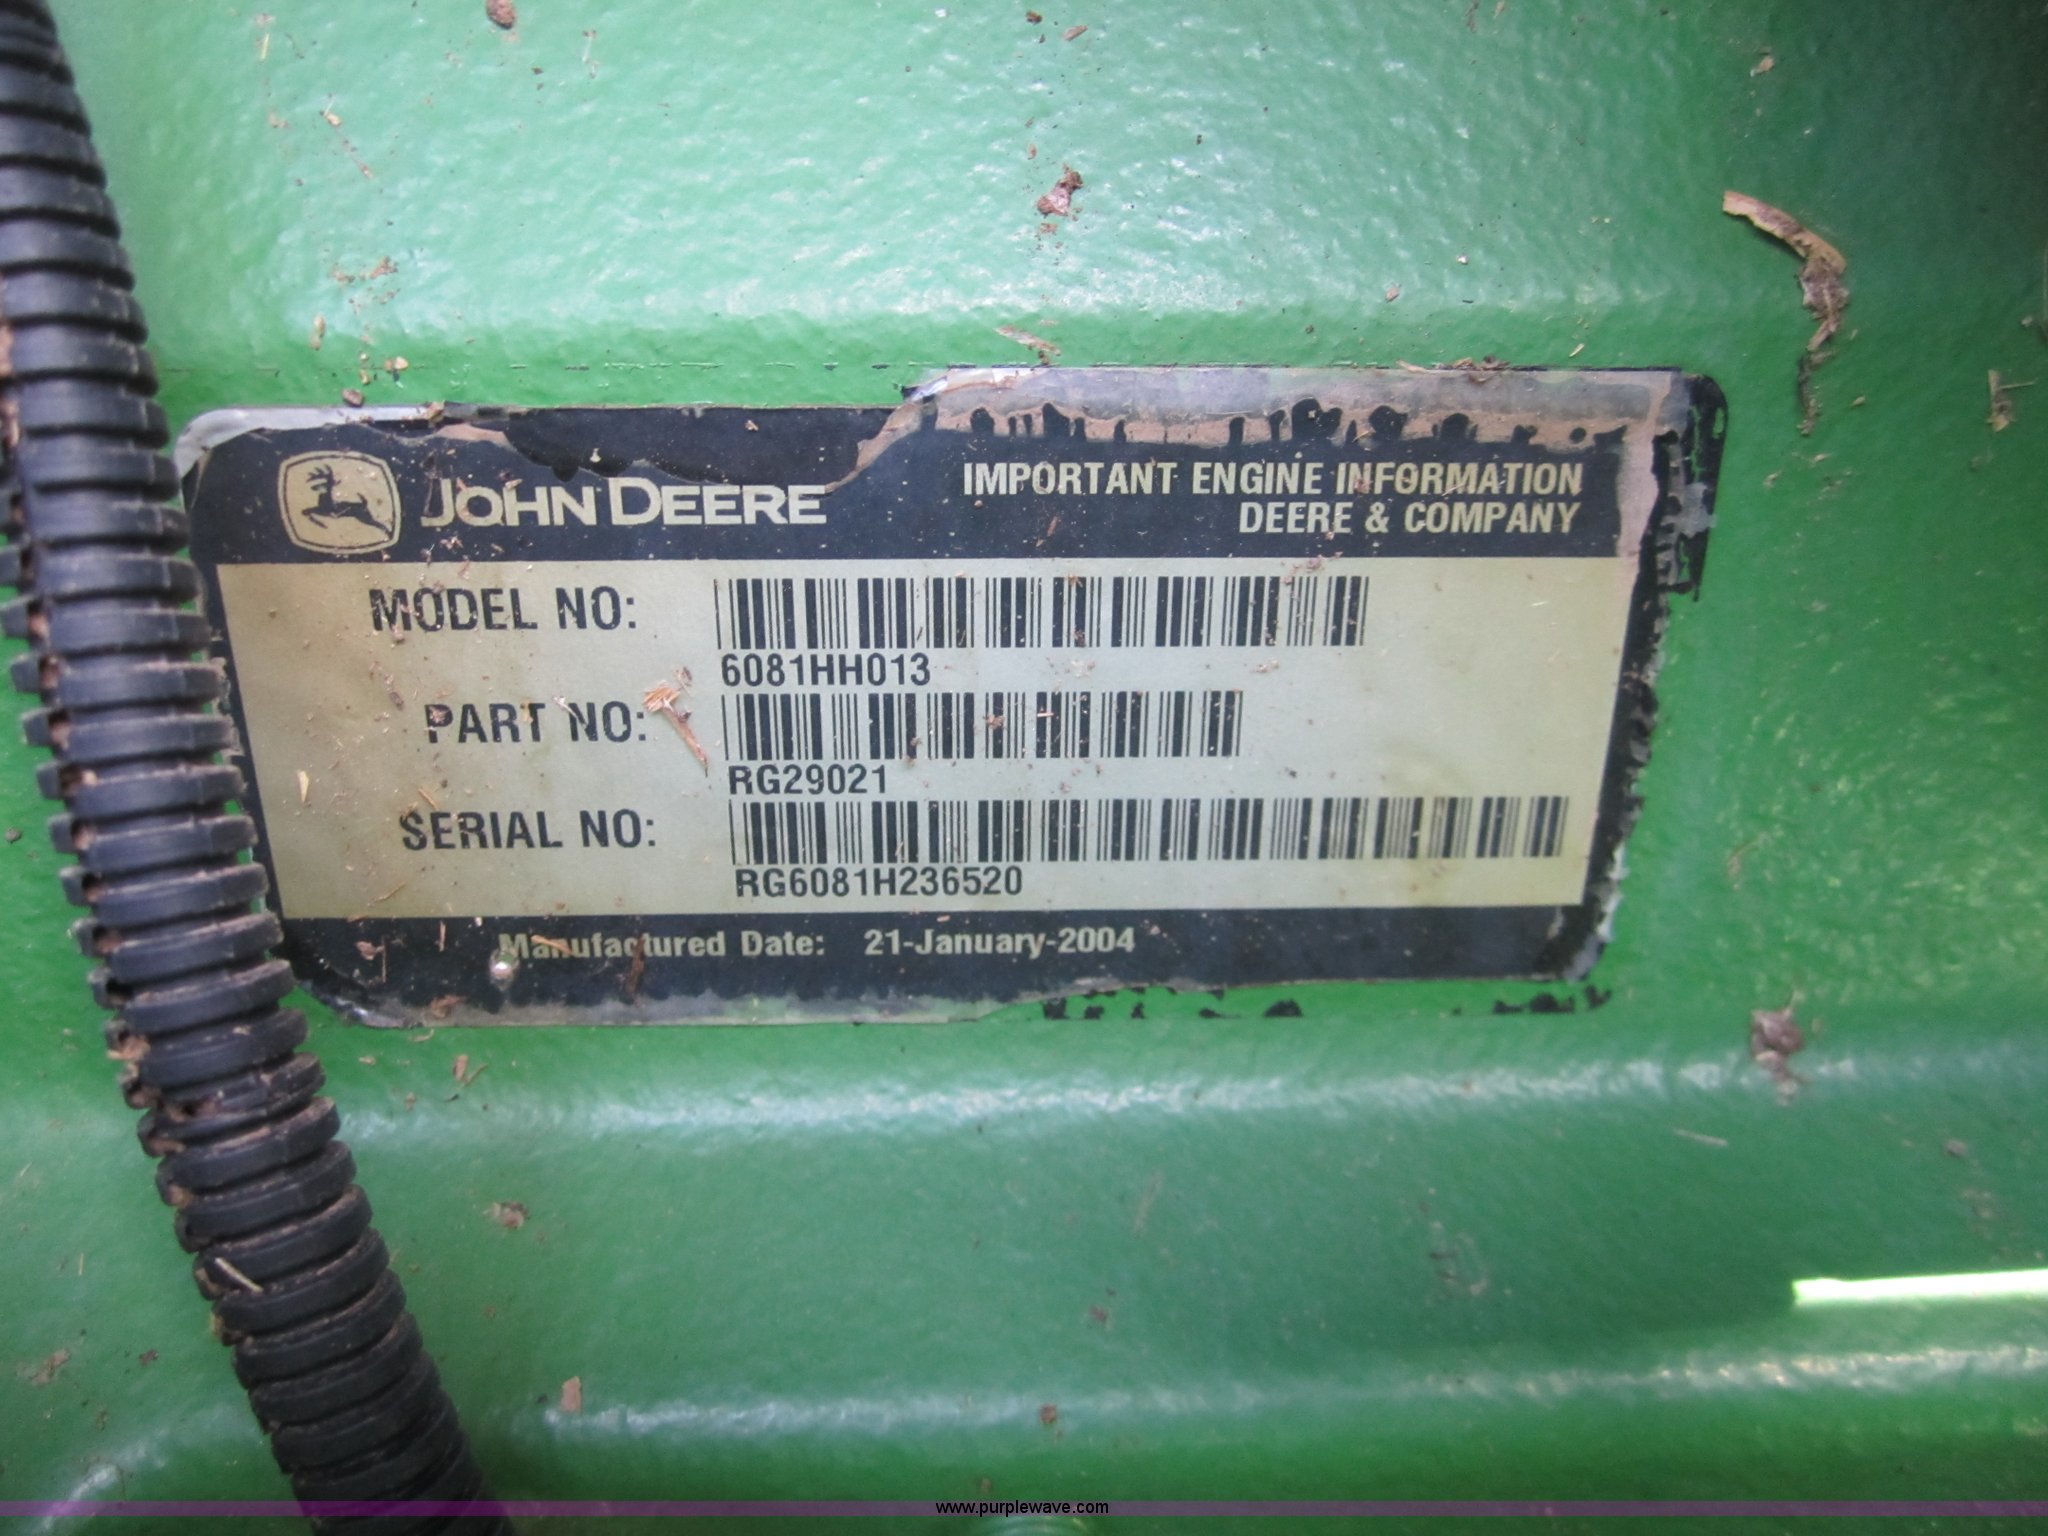 JOHN DEERE
IMPORTANT ENGINE INFORMATION
DEERE & COMPANY
MODEL NO:
6081HH013
PART NO:
RG29021
SERIAL NO:
RG6081H236520
Manufactured Date: 21-January-2004
www.purplewave.com